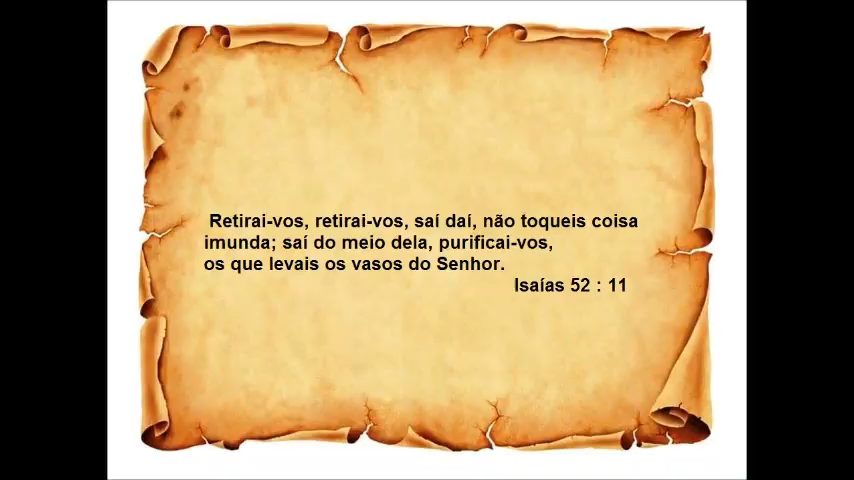 Retirai-vos, retirai-vos, saí daí, não toqueis coisa
imunda; saí do meio dela, purificai-vos,
os que levais os vasos do Senhor.
Isaías 52 : 11